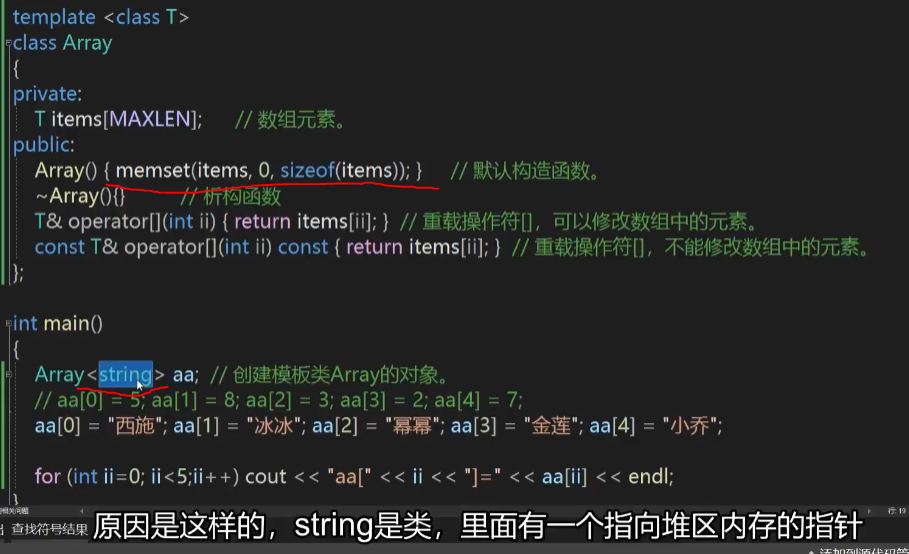 template <class T>
class Array
{
private:
T items[MAXLEN];   // 数组元素。
public:
Array() { memset(items, 0, sizeof(items)); }   // 默认构造函数。
~Array(){}   // 析构函数
T& operator[](int ii) { return items[ii]; }  // 重载操作符[]，可以修改数组中的元素。
const T& operator[](int ii) const { return items[ii]; }  // 重载操作符[]，不能修改数组中的元素。
};
int main()
{
Array<string> aa;  // 创建模板类Array的对象。
// aa[0] = 5; aa[1] = 8; aa[2] = 3; aa[3] = 2; aa[4] = 7;
aa[0] = "西施"; aa[1] = "冰冰"; aa[2] = "幂幂"; aa[3] = "金莲"; aa[4] = "小乔";
for (int ii=0; ii<5;ii++) cout << "aa[" << ii << "]=" << aa[ii] << endl;
}
行: 19
查找符号结果
原因是这样的，string是类，里面有一个指向堆区内存的指针